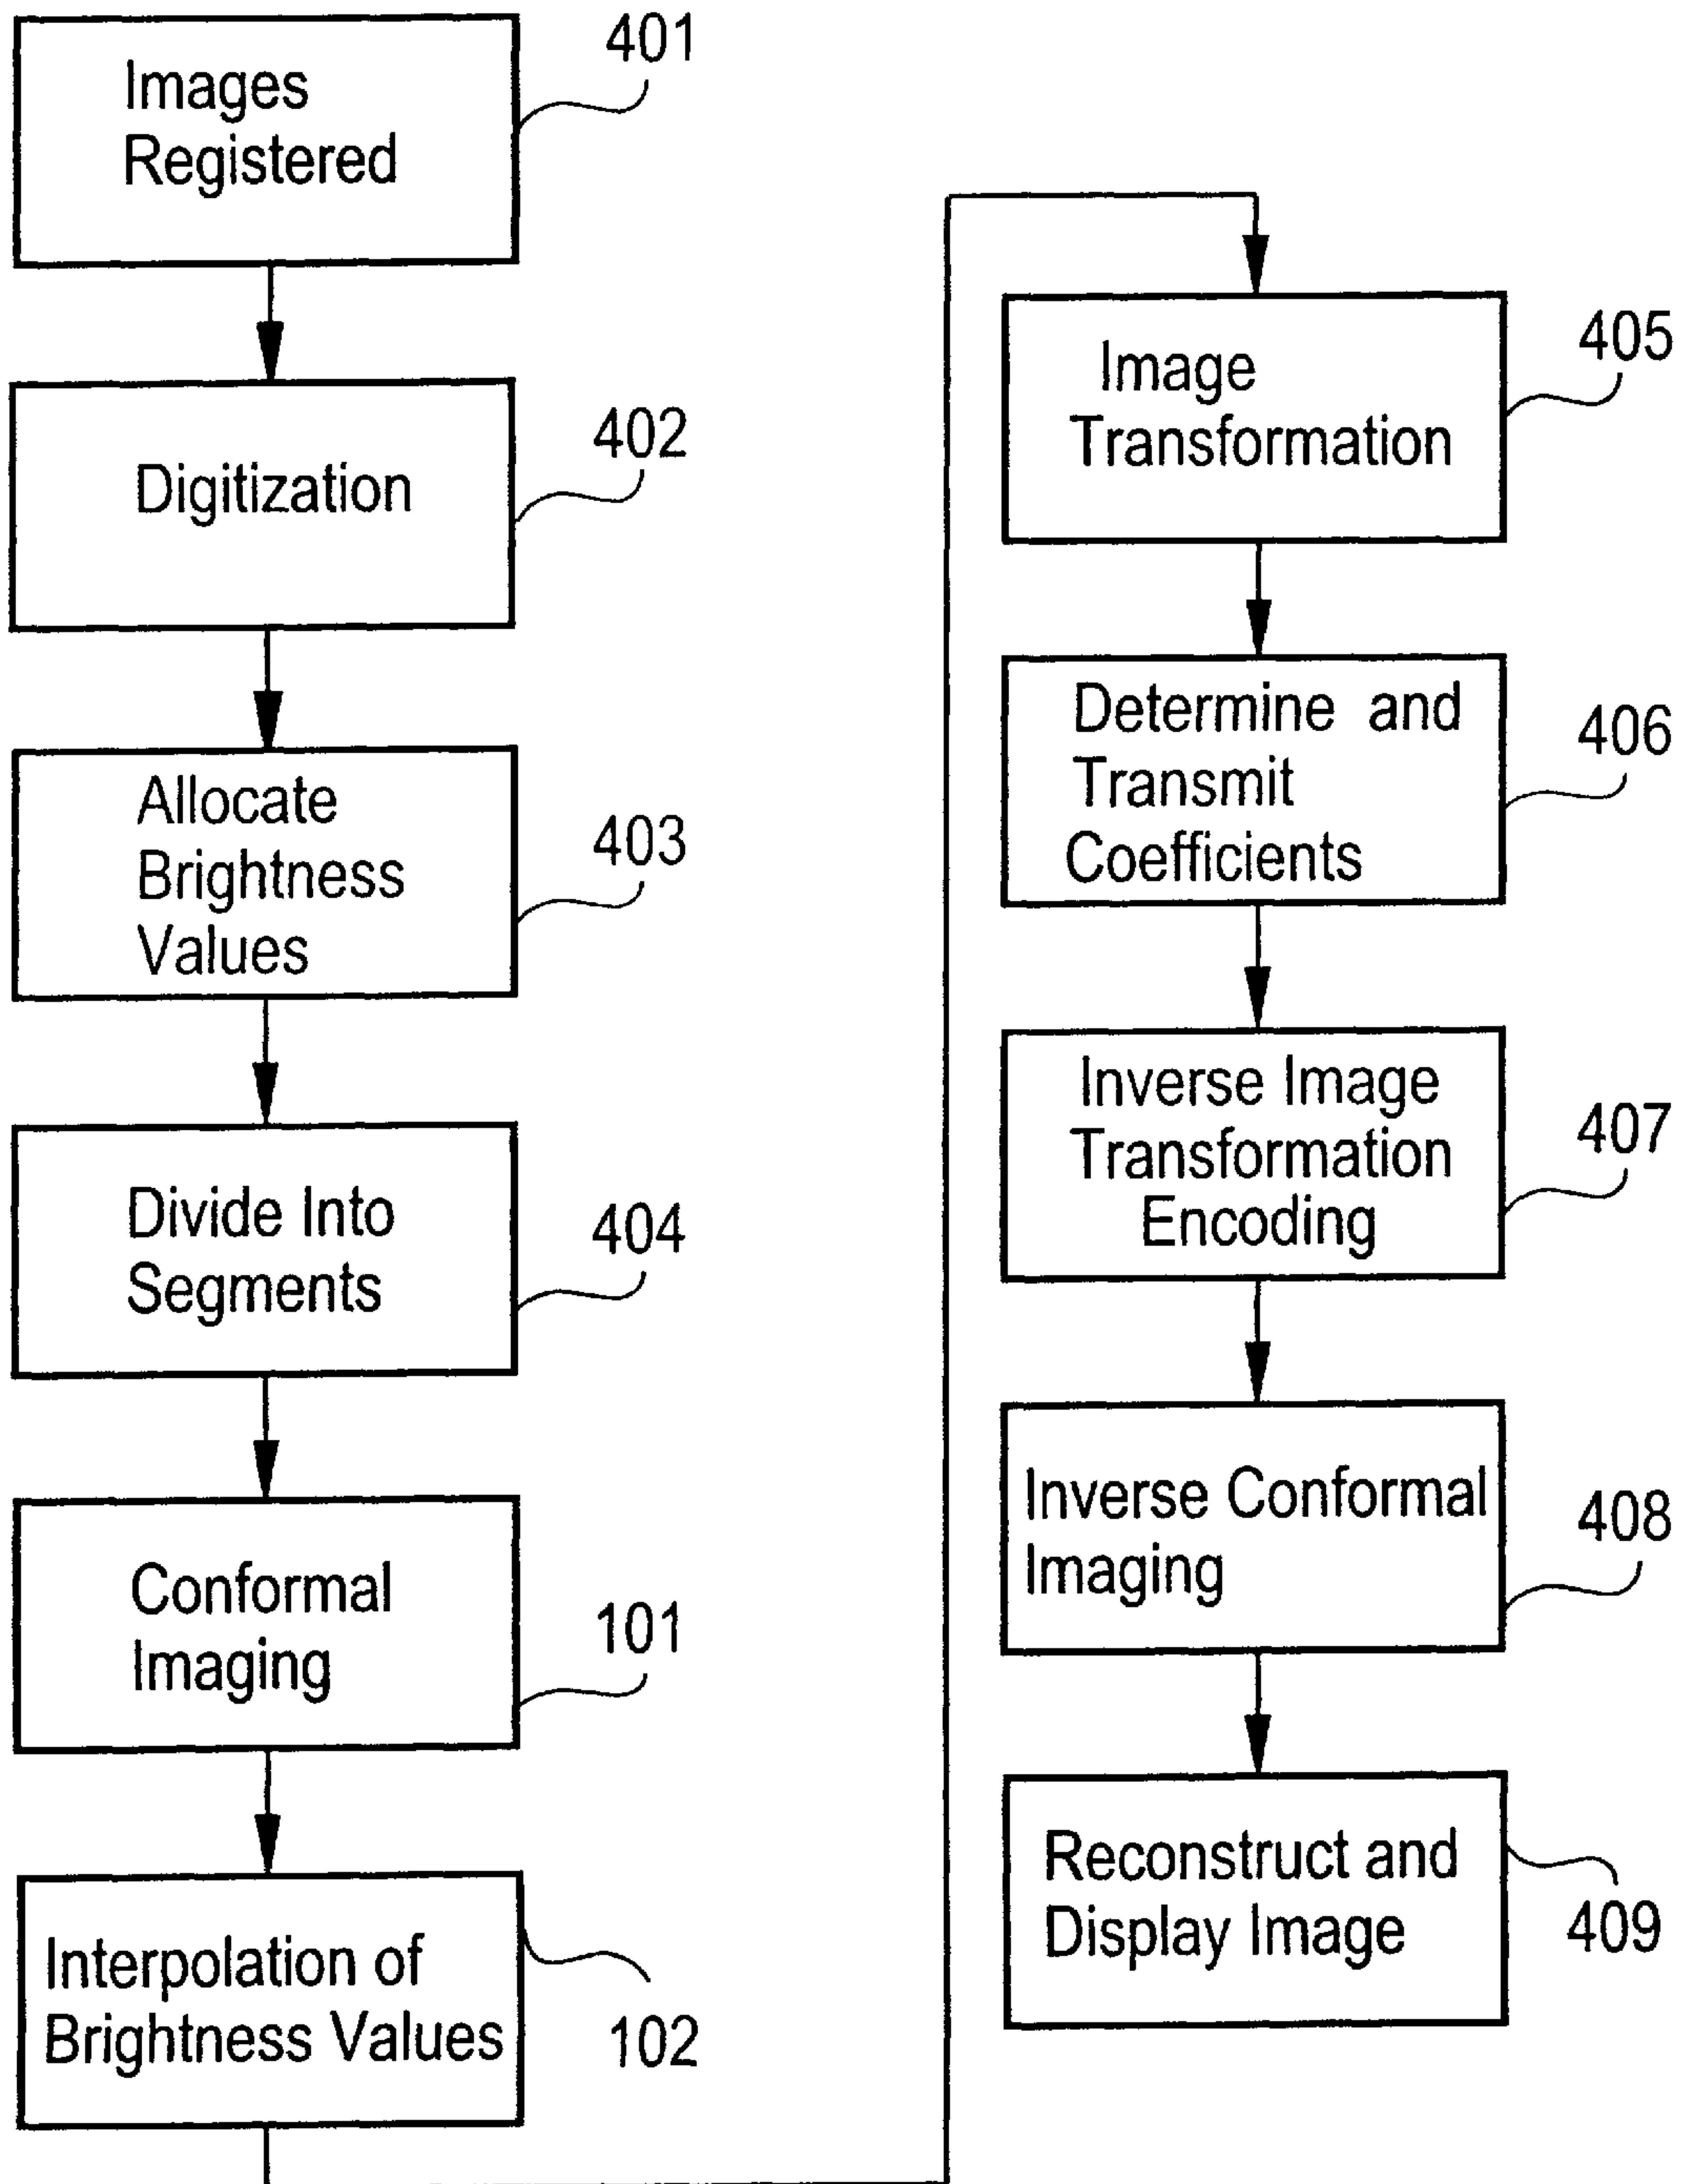 Images
Registered
401
Digitization
402
Allocate
Brightness
Values
403
Divide Into
Segments
404
Conformal
Imaging
101
Interpolation of
Brightness Values
102
Image
Transformation
405
Determine and
Transmit
Coefficients
406
Inverse Image
Transformation
Encoding
407
Inverse Conformal
Imaging
408
Reconstruct and
Display Image
409